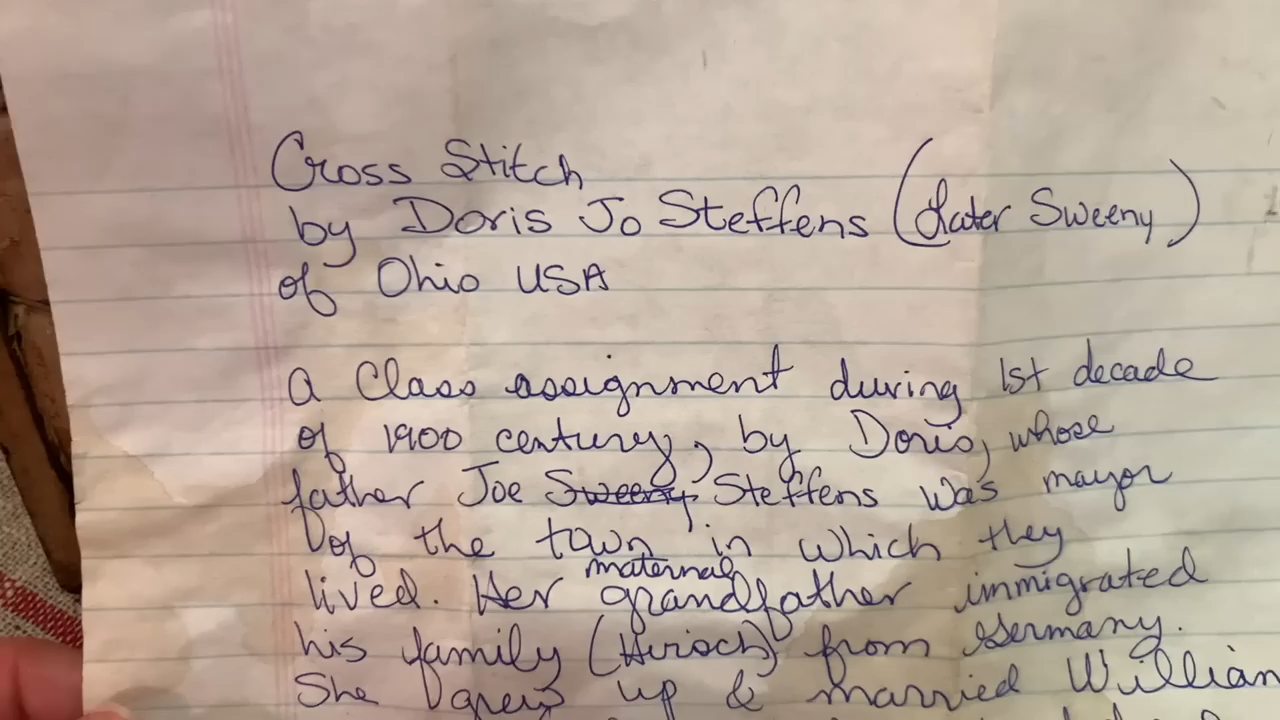 Cross Stitch
by Doris Jo Steffens (Later Sweeny)
of Ohio USA
A Class assignment during 1st decade
of 1900 century, by Doris, whose
father Joe Sweeny Steffens was mayor
of the town in which they
lived. Her maternal grandfather immigrated
his family (Hirsch) from Germany.
She grew up & married William